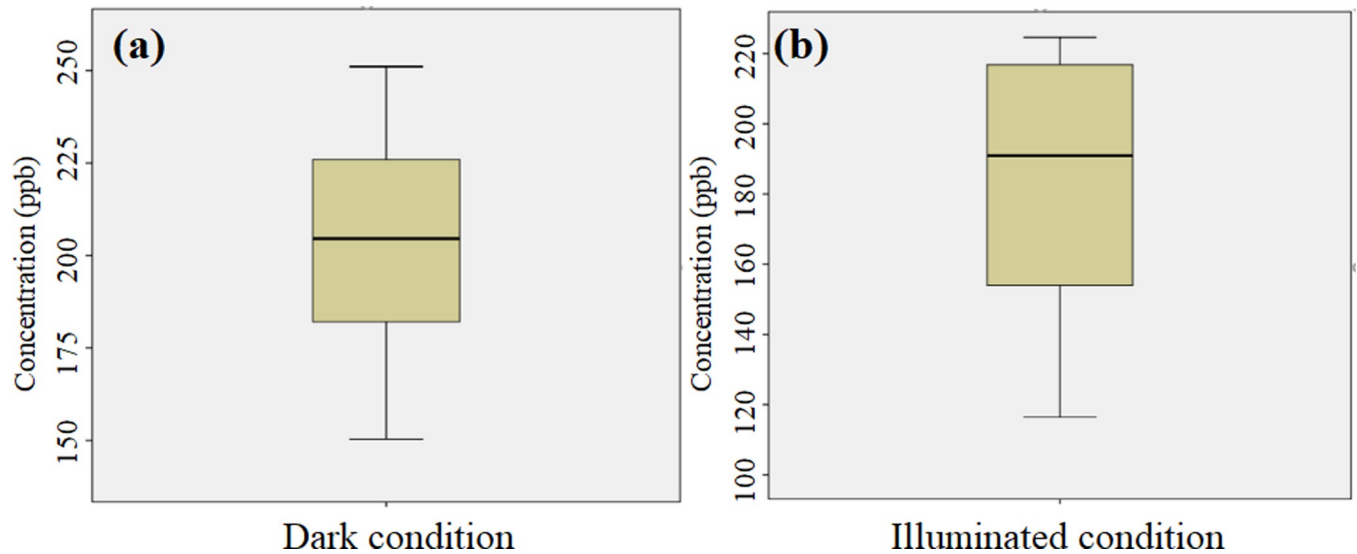 (a)
250
225
200
175
150
Concentration (ppb)
Dark condition
(b)
220
200
180
160
140
120
100
Concentration (ppb)
Illuminated condition